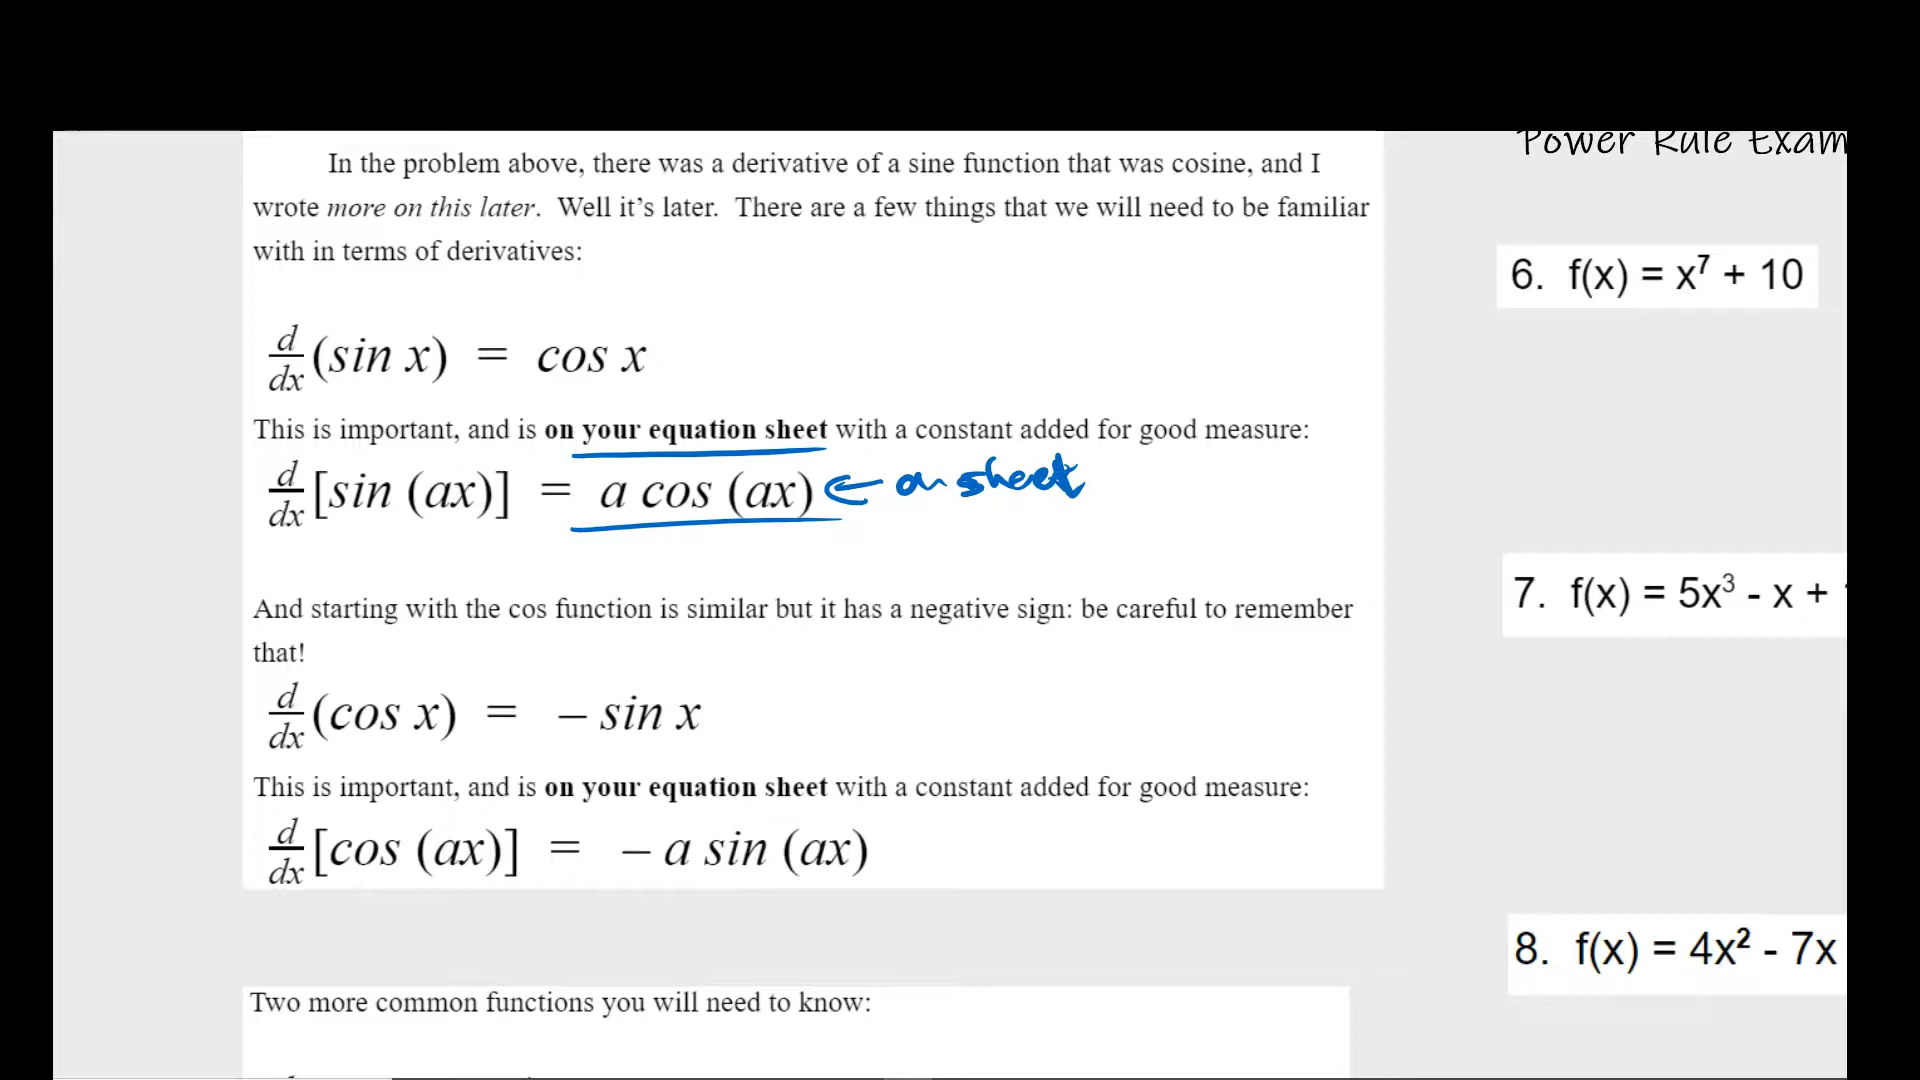 In the problem above, there was a derivative of a sine function that was cosine, and I
wrote more on this later. Well it’s later. There are a few things that we will need to be familiar
with in terms of derivatives:
d/dx (sin x) = cos x
This is important, and is on your equation sheet with a constant added for good measure:
d/dx [sin (ax)] = a cos (ax) ← on sheet
And starting with the cos function is similar but it has a negative sign: be careful to remember
that!
d/dx (cos x) = – sin x
This is important, and is on your equation sheet with a constant added for good measure:
d/dx [cos (ax)] = – a sin (ax)
Two more common functions you will need to know:
Power Rule Exam
6. f(x) = x⁷ + 10
7. f(x) = 5x³ - x +
8. f(x) = 4x² - 7x